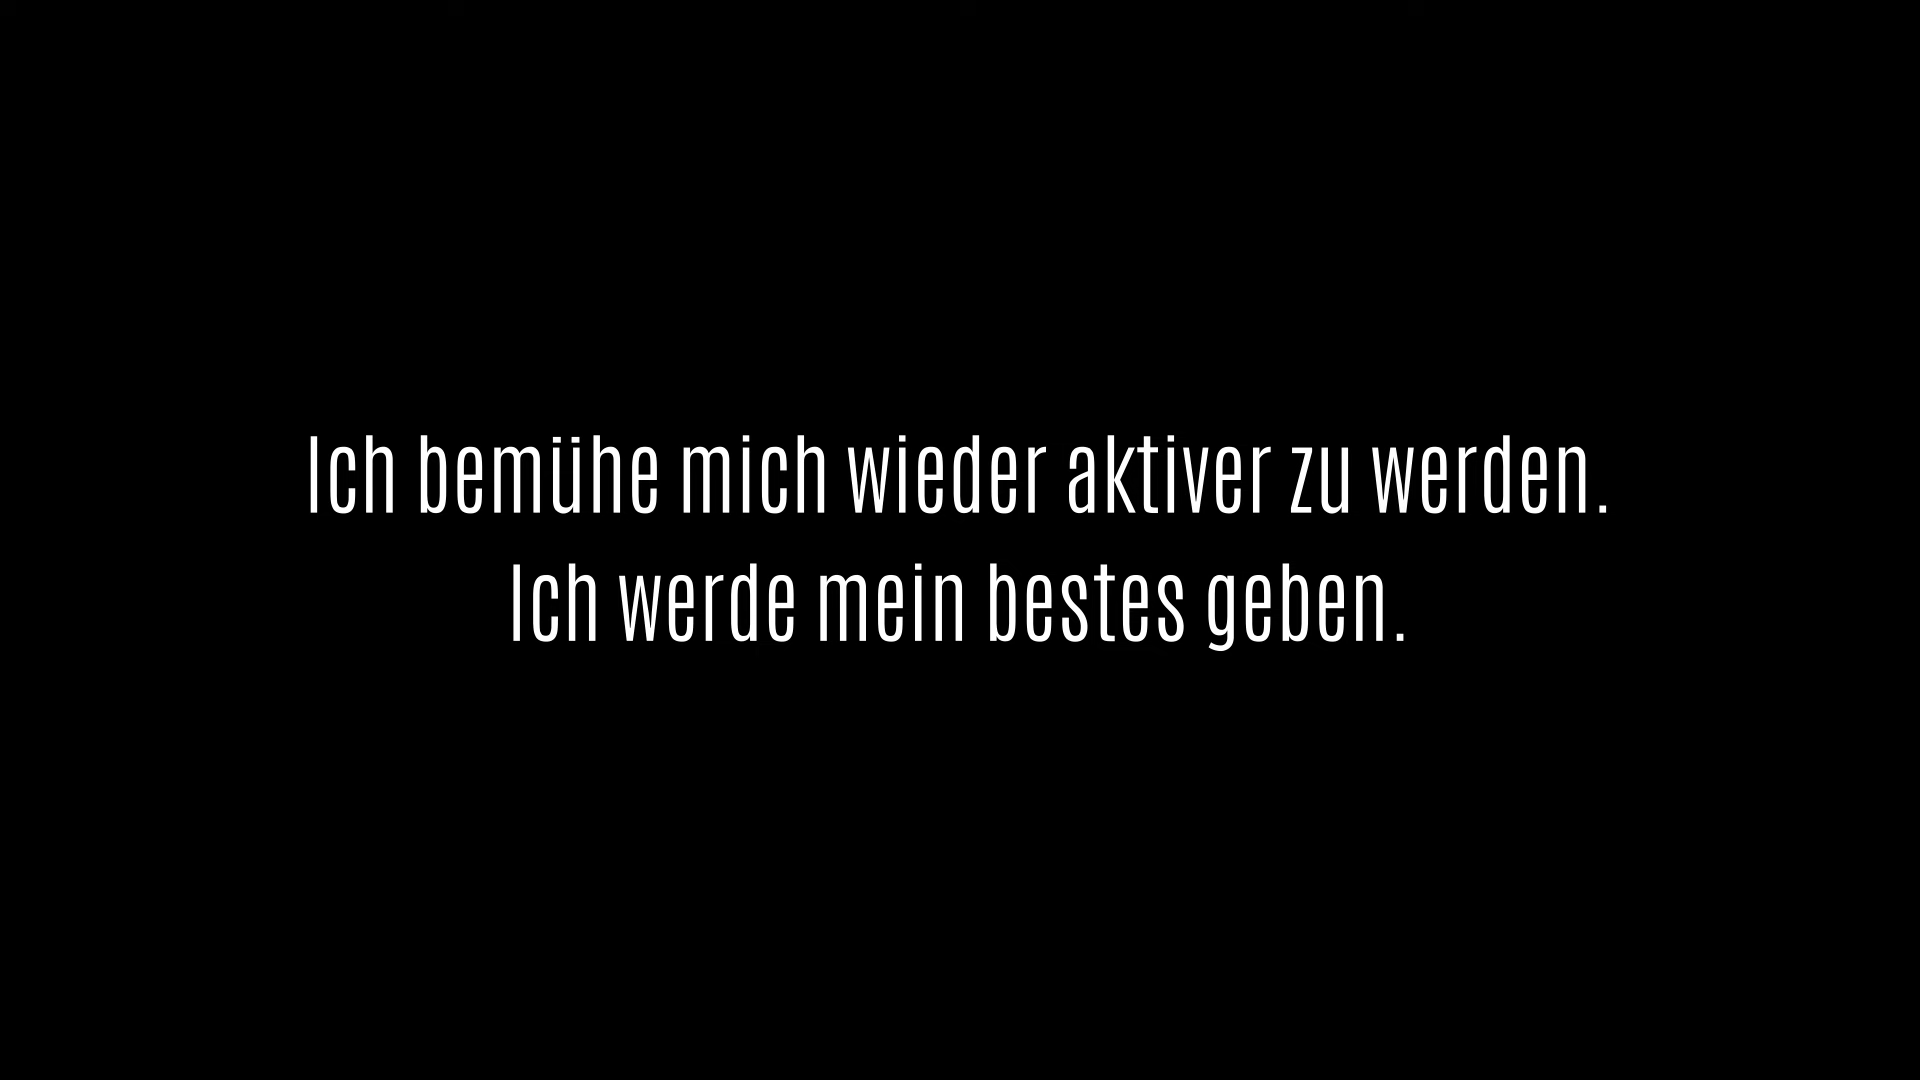 Ich bemühe mich wieder aktiver zu werden.
Ich werde mein bestes geben.